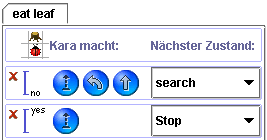 eat leaf
Kara macht: Nächster Zustand:
no search
yes Stop